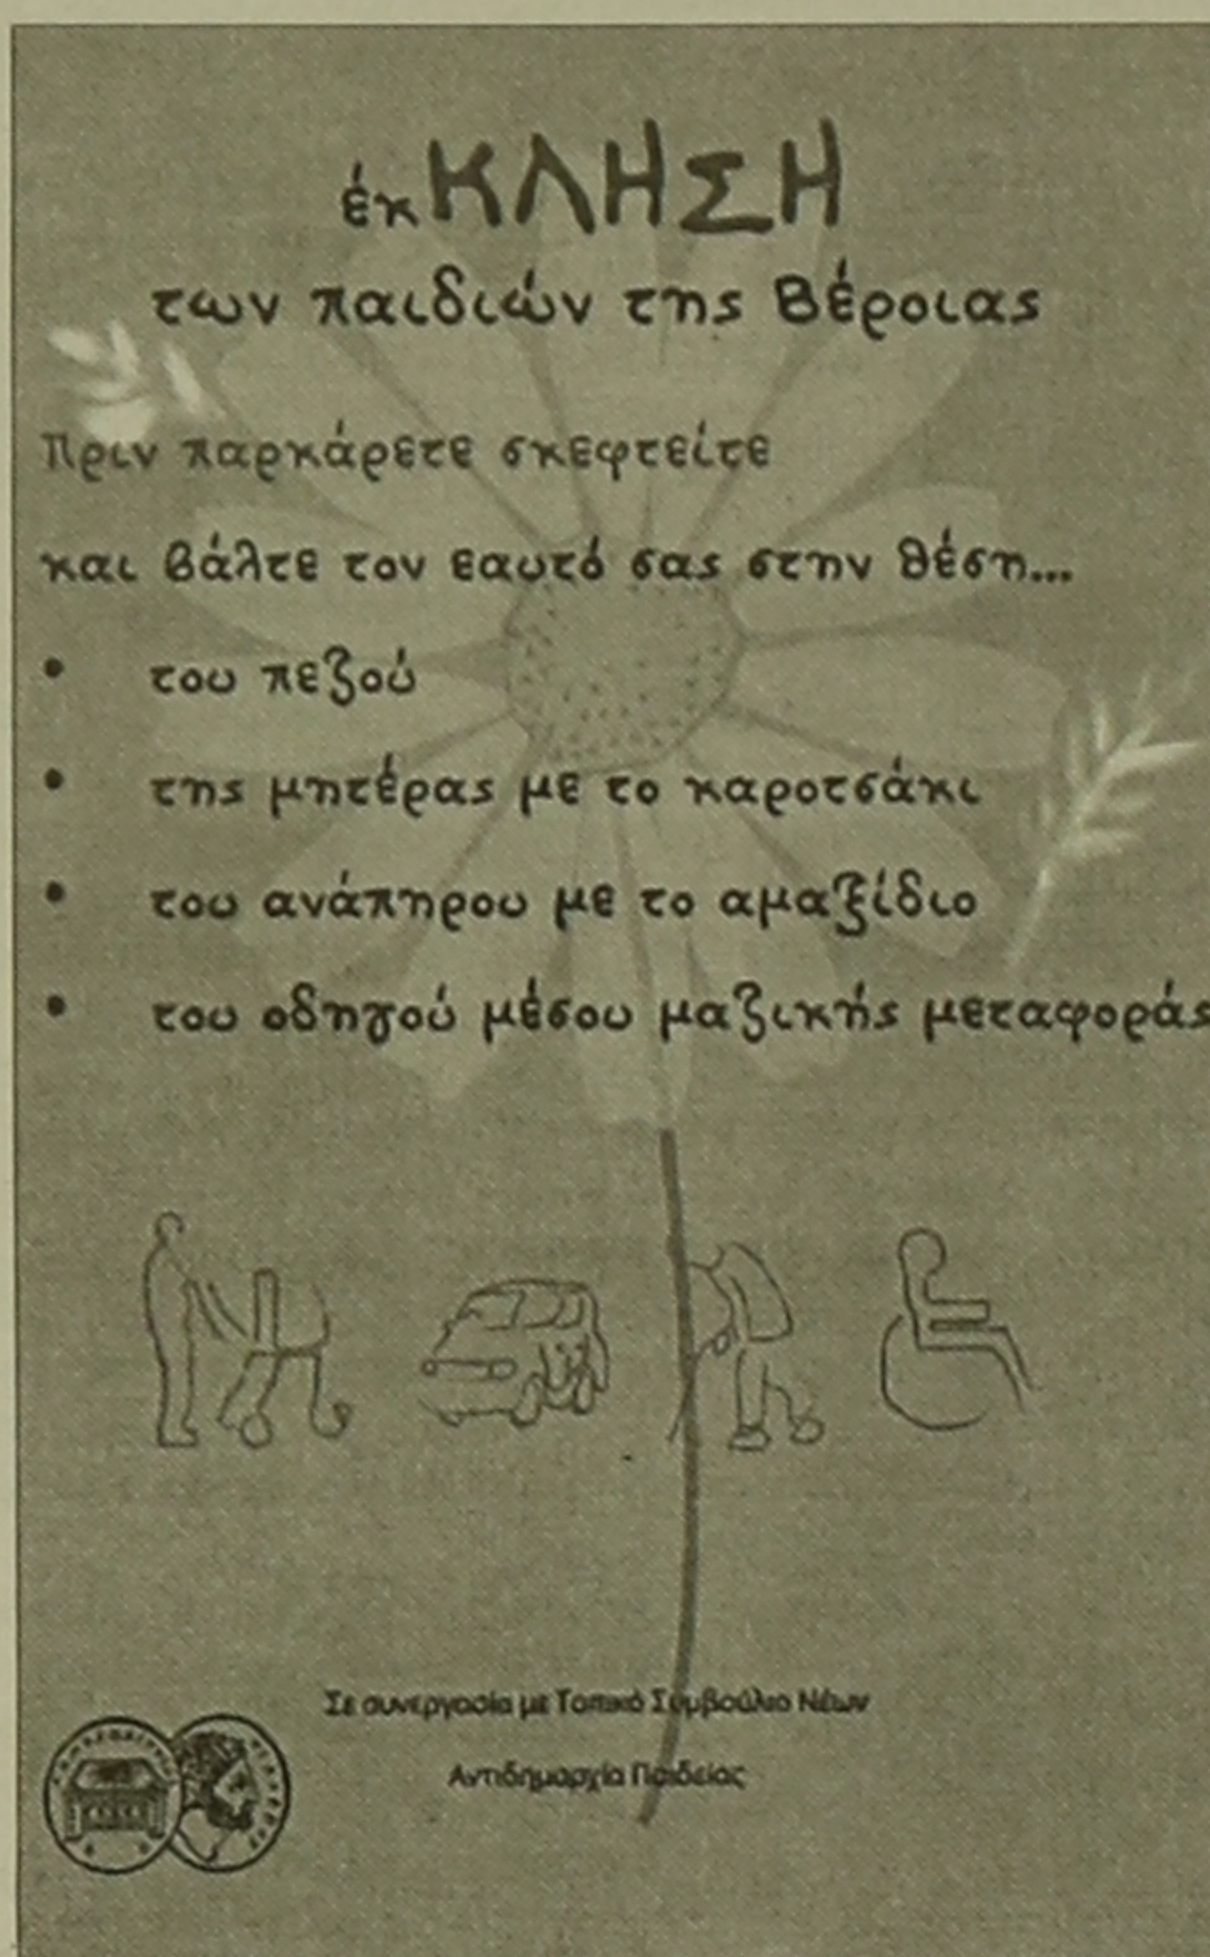 έκΚΛΗΣΗ
των παιδιών της Βέροιας
Πριν παρκάρετε σκεφτείτε
και βάλτε τον εαυτό σας στην θέση...
• του πεζού
• της μητέρας με το καροτσάκι
• του ανάπηρου με το αμαξίδιο
• του οδηγού μέσου μαζικής μεταφοράς
Σε συνεργασία με Τοπικό Συμβούλιο Νέων
Αντιδημαρχία Παιδείας